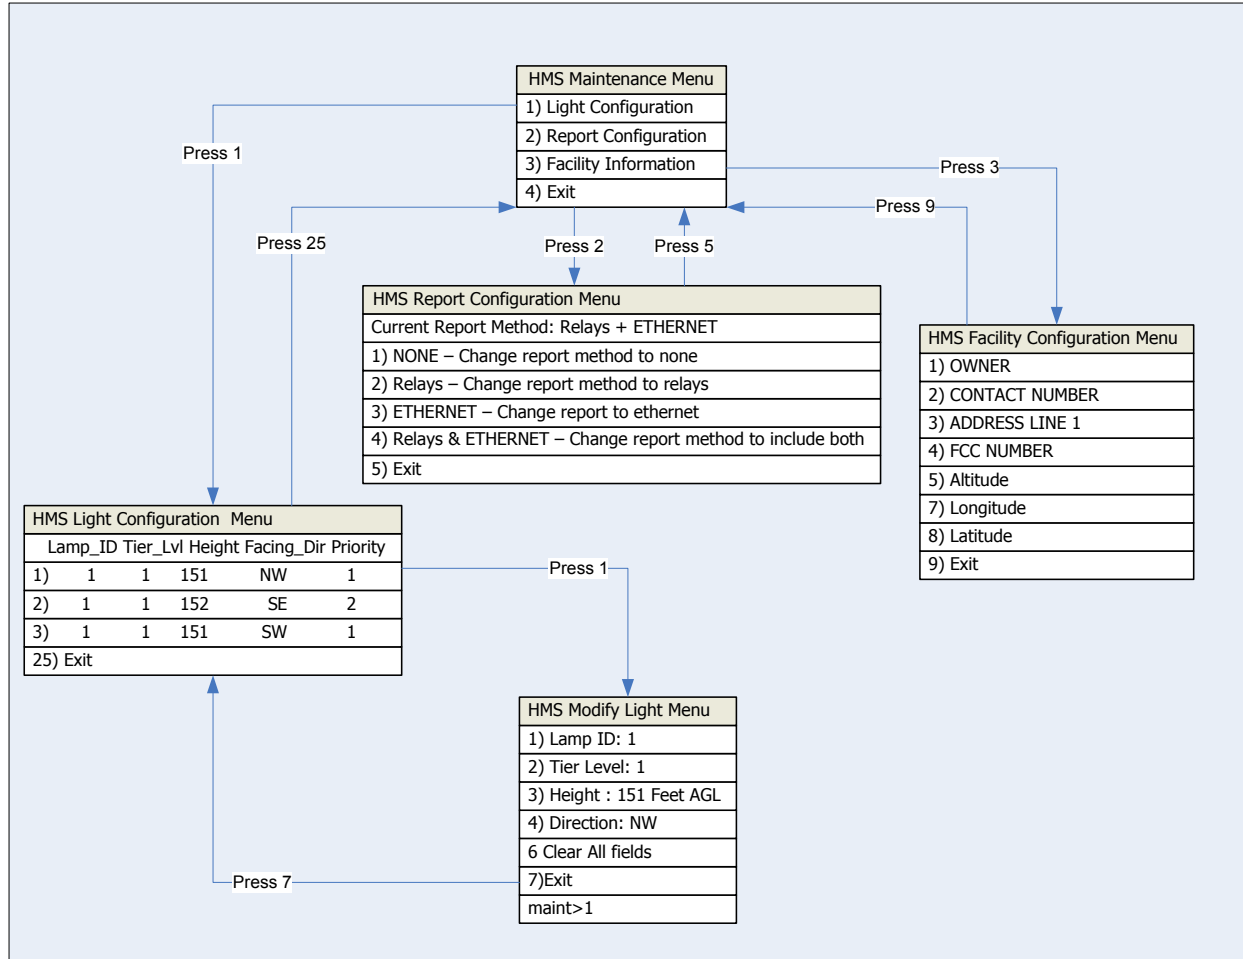 HMS Maintenance Menu
1) Light Configuration
2) Report Configuration
3) Facility Information
4) Exit
Press 1
Press 3
Press 9
Press 25
Press 2
Press 5
HMS Report Configuration Menu
Current Report Method: Relays + ETHERNET
1) NONE – Change report method to none
2) Relays – Change report method to relays
3) ETHERNET – Change report to ethernet
4) Relays & ETHERNET – Change report method to include both
5) Exit
HMS Facility Configuration Menu
1) OWNER
2) CONTACT NUMBER
3) ADDRESS LINE 1
4) FCC NUMBER
5) Altitude
7) Longitude
8) Latitude
9) Exit
HMS Light Configuration Menu
Lamp_ID Tier_Lvl Height Facing_Dir Priority
1) 1 1 151 NW 1
2) 1 1 152 SE 2
3) 1 1 151 SW 1
25) Exit
Press 1
HMS Modify Light Menu
1) Lamp ID: 1
2) Tier Level: 1
3) Height : 151 Feet AGL
4) Direction: NW
6 Clear All fields
7)Exit
maint>1
Press 7